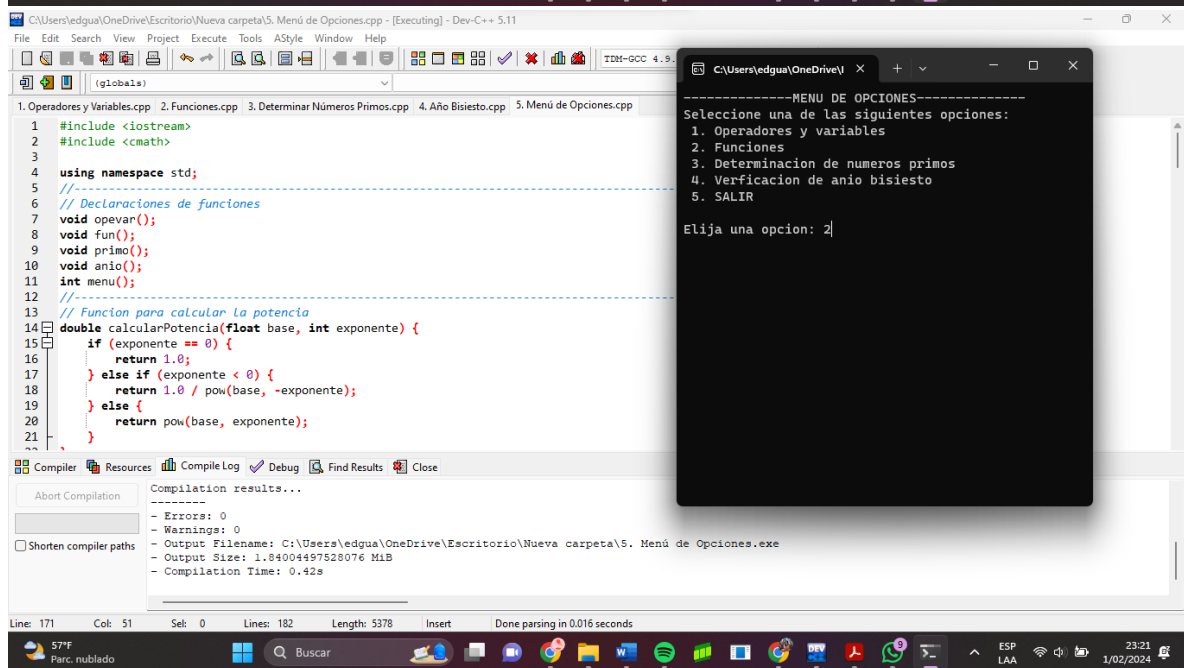 C:\Users\edgua\OneDrive\Escritorio\Nueva carpeta\5. Menú de Opciones.cpp - [Executing] - Dev-C++ 5.11
File Edit Search View Project Execute Tools AStyle Window Help
TDM-GCC 4.9.
(globals)
1. Operadores y Variables.cpp 2. Funciones.cpp 3. Determinar Números Primos.cpp 4. Año Bisiesto.cpp 5. Menú de Opciones.cpp
1 #include <iostream>
2 #include <cmath>
3
4 using namespace std;
5 //--------------------------------------------------------------------------------
6 // Declaraciones de funciones
7 void opevar();
8 void fun();
9 void primo();
10 void anio();
11 int menu();
12 //--------------------------------------------------------------------------------
13 // Funcion para calcular la potencia
14 double calcularPotencia(float base, int exponente) {
15 if (exponente == 0) {
16 return 1.0;
17 } else if (exponente < 0) {
18 return 1.0 / pow(base, -exponente);
19 } else {
20 return pow(base, exponente);
21 }
C:\Users\edgua\OneDrive\I
--------------MENU DE OPCIONES--------------
Seleccione una de las siguientes opciones:
1. Operadores y variables
2. Funciones
3. Determinacion de numeros primos
4. Verficacion de anio bisiesto
5. SALIR
Elija una opcion: 2
Compiler Resources Compile Log Debug Find Results Close
Abort Compilation
Shorten compiler paths
Compilation results...
--------
- Errors: 0
- Warnings: 0
- Output Filename: C:\Users\edgua\OneDrive\Escritorio\Nueva carpeta\5. Menú de Opciones.exe
- Output Size: 1.84004497528076 MiB
- Compilation Time: 0.42s
Line: 171 Col: 51 Sel: 0 Lines: 182 Length: 5378 Insert Done parsing in 0.016 seconds
57°F
Parc. nublado
Buscar
DEV
9
ESP
LAA
23:21
1/02/2024